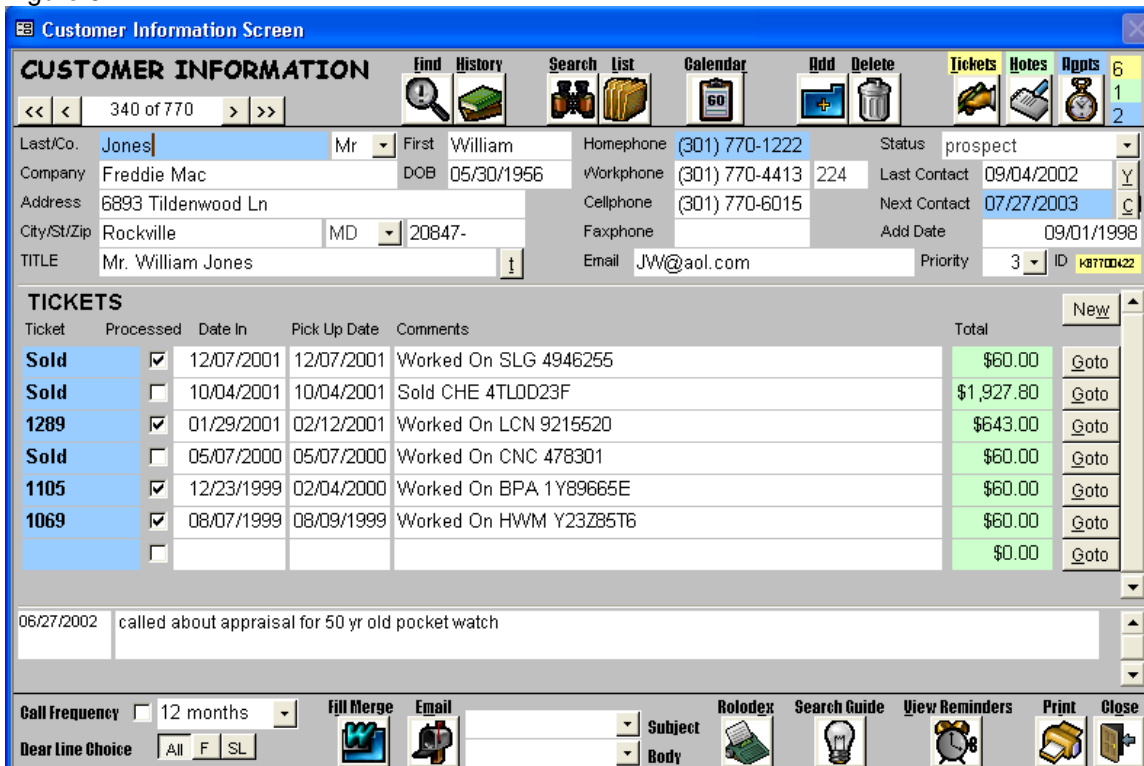 Customer Information Screen
CUSTOMER INFORMATION Find History Search List Calendar Add Delete Tickets Notes Appts 6
<< < 340 of 770 > >> 60 1
2
Last/Co. Jones Mr First William Homephone (301) 770-1222 Status prospect
Company Freddie Mac DOB 05/30/1956 Workphone (301) 770-4413 224 Last Contact 09/04/2002 Y
Address 6893 Tildenwood Ln Cellphone (301) 770-6015 Next Contact 07/27/2003 C
City/St/Zip Rockville MD 20847- Faxphone Add Date 09/01/1998
TITLE Mr. William Jones t Email JW@aol.com Priority 3 ID KB7700422
TICKETS New
Ticket Processed Date In Pick Up Date Comments Total
Sold 12/07/2001 12/07/2001 Worked On SLG 4946255 $60.00 Goto
Sold 10/04/2001 10/04/2001 Sold CHE 4TL0D23F $1,927.80 Goto
1289 01/29/2001 02/12/2001 Worked On LCN 9215520 $643.00 Goto
Sold 05/07/2000 05/07/2000 Worked On CNC 478301 $60.00 Goto
1105 12/23/1999 02/04/2000 Worked On BPA 1Y89665E $60.00 Goto
1069 08/07/1999 08/09/1999 Worked On HWM Y23Z85T6 $60.00 Goto
$0.00 Goto
06/27/2002 called about appraisal for 50 yr old pocket watch
Call Frequency 12 months Fill Merge Email Subject Rolodex Search Guide View Reminders Print Close
Dear Line Choice All F SL Body